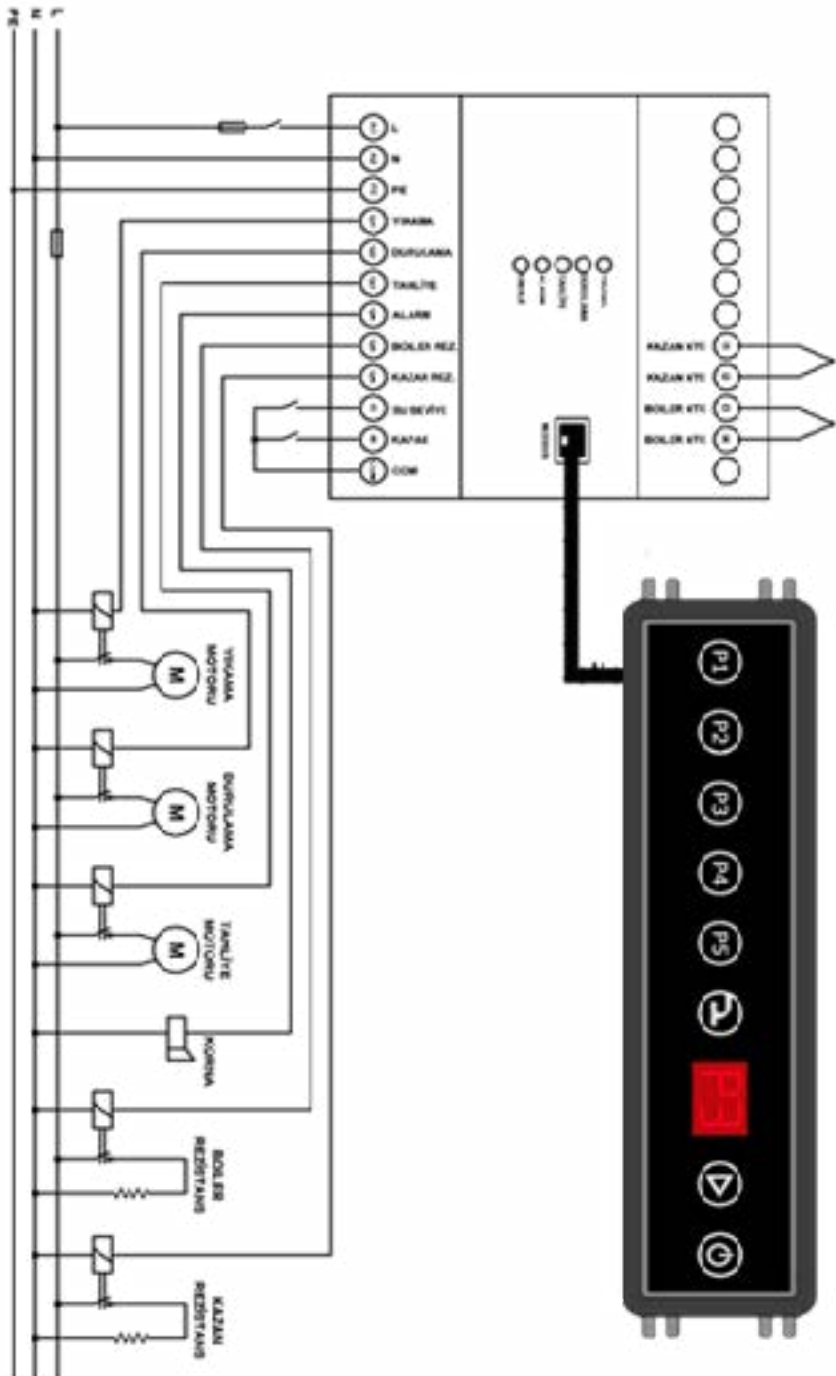 L
N
PE
L
N
PE
YIKAMA
DURULAMA
TAHLİYE
ALARM
BOILER REZ.
KAZAN REZ.
SU SEVİYE
KAPAK
COM
KAZAN NTC
KAZAN NTC
BOILER NTC
BOILER NTC
P1
P2
P3
P4
P5
M
YIKAMA
MOTORU
M
DURULAMA
MOTORU
M
TAHLİYE
MOTORU
KORNA
BOILER
REZİSTANS
KAZAN
REZİSTANS